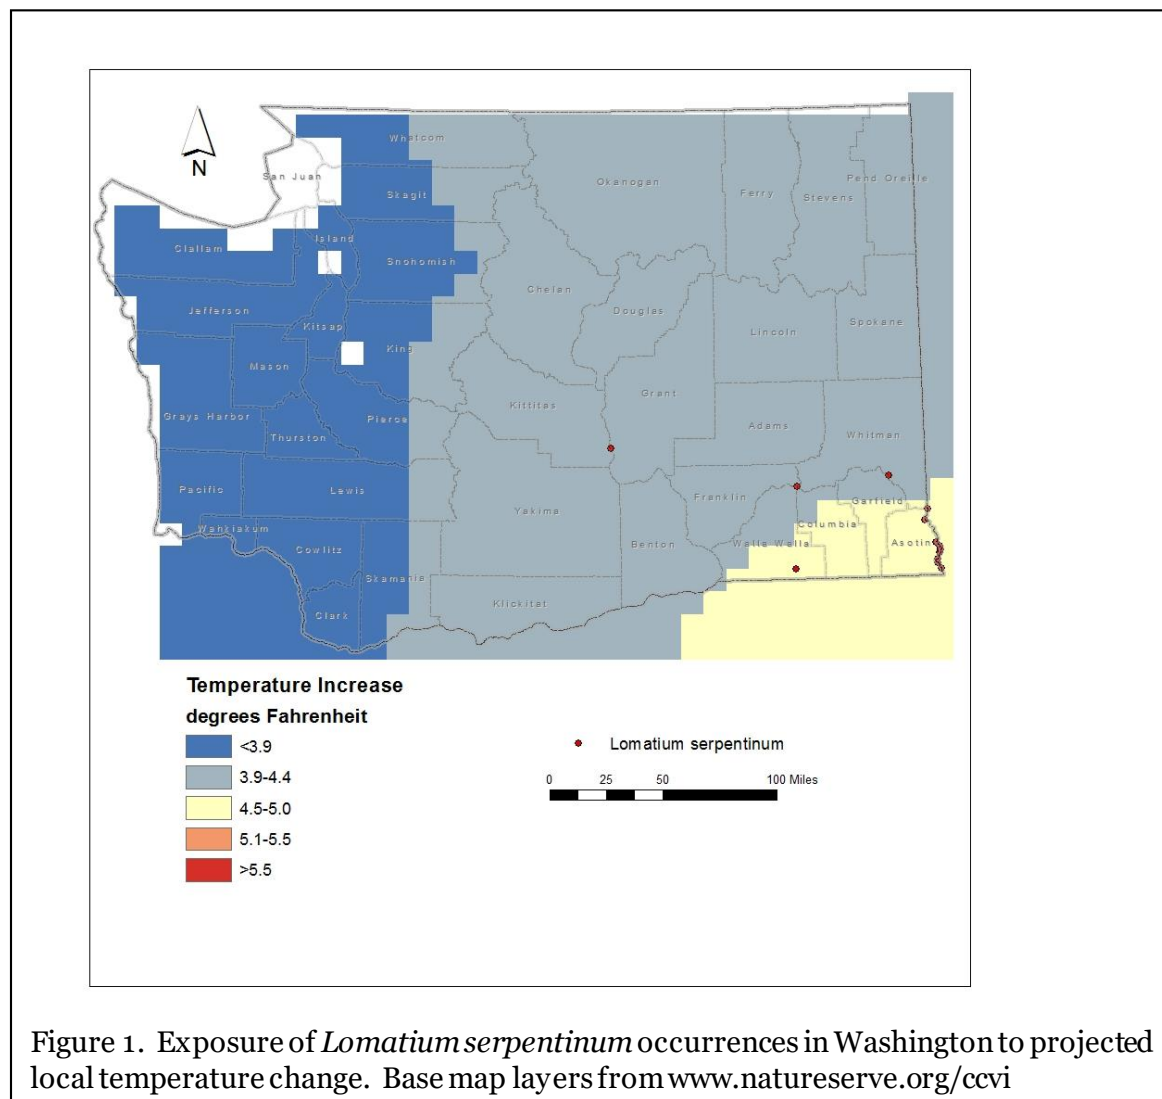 Whatcom
Okanogan
Ferry
Stevens
Pend Oreille
N
San Juan
Skagit
Island
Clallam
Snohomish
Chelan
Jefferson
Douglas
Kitsap
Lincoln
Spokane
King
Mason
Grant
Kittitas
Grays Harbor
Pierce
Adams
Whitman
Thurston
Pacific
Lewis
Franklin
Garfield
Yakima
Columbia
Wahkiakum
Walla Walla
Asotin
Cowlitz
Benton
Skamania
Klickitat
Clark
Temperature Increase
degrees Fahrenheit
<3.9
3.9-4.4
4.5-5.0
5.1-5.5
>5.5
Lomatium serpentinum
0 25 50 100 Miles
Figure 1. Exposure of Lomatium serpentinum occurrences in Washington to projected
local temperature change. Base map layers from www.natureserve.org/ccvi